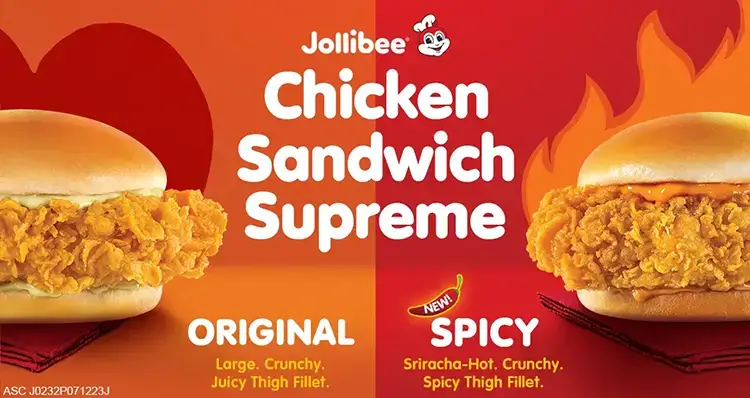 Jollibee
Chicken
Sandwich
Supreme
ORIGINAL
Large. Crunchy.
Juicy Thigh Fillet.
NEW!
SPICY
Sriracha-Hot. Crunchy.
Spicy Thigh Fillet.
ASC J0232P071223J